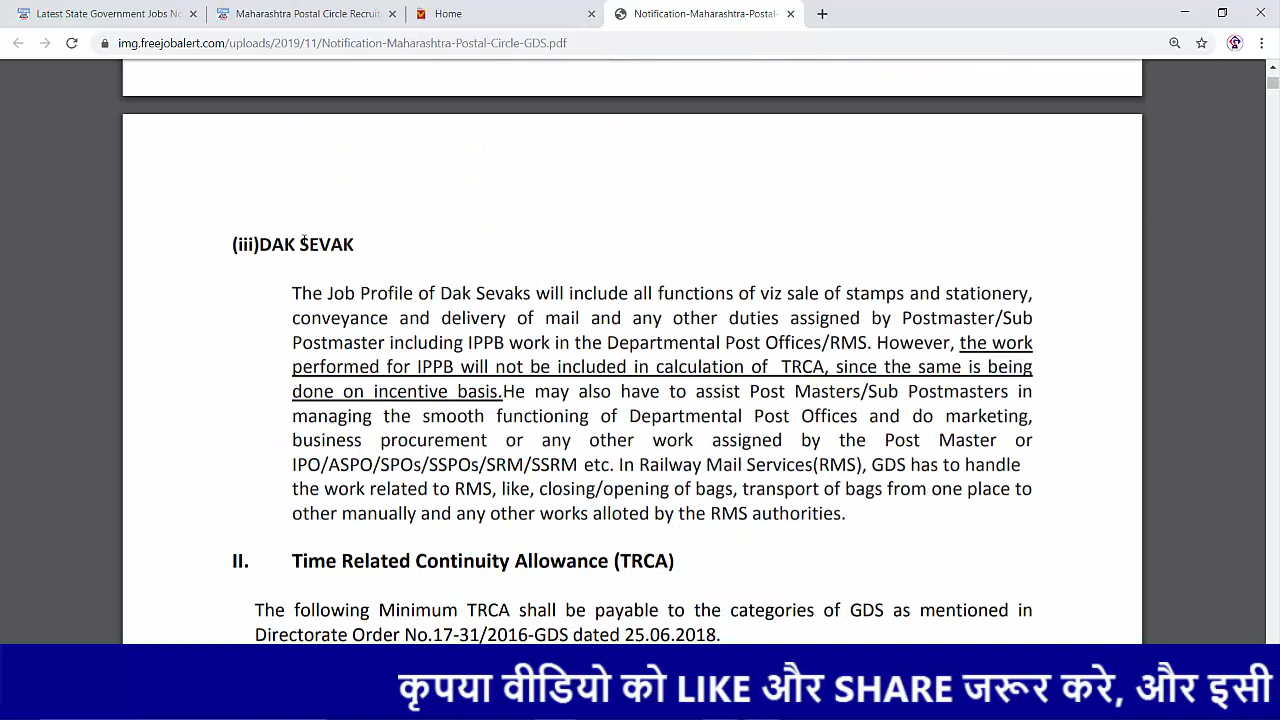 Latest State Government Jobs No
Maharashtra Postal Circle Recruit
Home
Notification-Maharashtra-Postal-
img.freejobalert.com/uploads/2019/11/Notification-Maharashtra-Postal-Circle-GDS.pdf
(iii)DAK SEVAK
The Job Profile of Dak Sevaks will include all functions of viz sale of stamps and stationery,
conveyance and delivery of mail and any other duties assigned by Postmaster/Sub
Postmaster including IPPB work in the Departmental Post Offices/RMS. However, the work
performed for IPPB will not be included in calculation of TRCA, since the same is being
done on incentive basis.He may also have to assist Post Masters/Sub Postmasters in
managing the smooth functioning of Departmental Post Offices and do marketing,
business procurement or any other work assigned by the Post Master or
IPO/ASPO/SPOs/SSPOs/SRM/SSRM etc. In Railway Mail Services(RMS), GDS has to handle
the work related to RMS, like, closing/opening of bags, transport of bags from one place to
other manually and any other works alloted by the RMS authorities.
II. Time Related Continuity Allowance (TRCA)
The following Minimum TRCA shall be payable to the categories of GDS as mentioned in
Directorate Order No.17-31/2016-GDS dated 25.06.2018.
कृपया वीडियो को LIKE और SHARE जरूर करे, और इसी